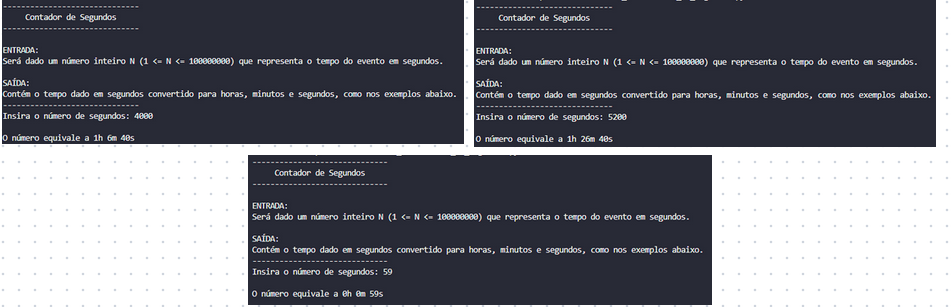 -----------------------------
Contador de Segundos
-----------------------------
ENTRADA:
Será dado um número inteiro N (1 <= N <= 100000000) que representa o tempo do evento em segundos.
SAÍDA:
Contém o tempo dado em segundos convertido para horas, minutos e segundos, como nos exemplos abaixo.
-----------------------------
Insira o número de segundos: 4000
O número equivale a 1h 6m 40s
-----------------------------
Contador de Segundos
-----------------------------
ENTRADA:
Será dado um número inteiro N (1 <= N <= 100000000) que representa o tempo do evento em segundos.
SAÍDA:
Contém o tempo dado em segundos convertido para horas, minutos e segundos, como nos exemplos abaixo.
-----------------------------
Insira o número de segundos: 5200
O número equivale a 1h 26m 40s
-----------------------------
Contador de Segundos
-----------------------------
ENTRADA:
Será dado um número inteiro N (1 <= N <= 100000000) que representa o tempo do evento em segundos.
SAÍDA:
Contém o tempo dado em segundos convertido para horas, minutos e segundos, como nos exemplos abaixo.
-----------------------------
Insira o número de segundos: 59
O número equivale a 0h 0m 59s